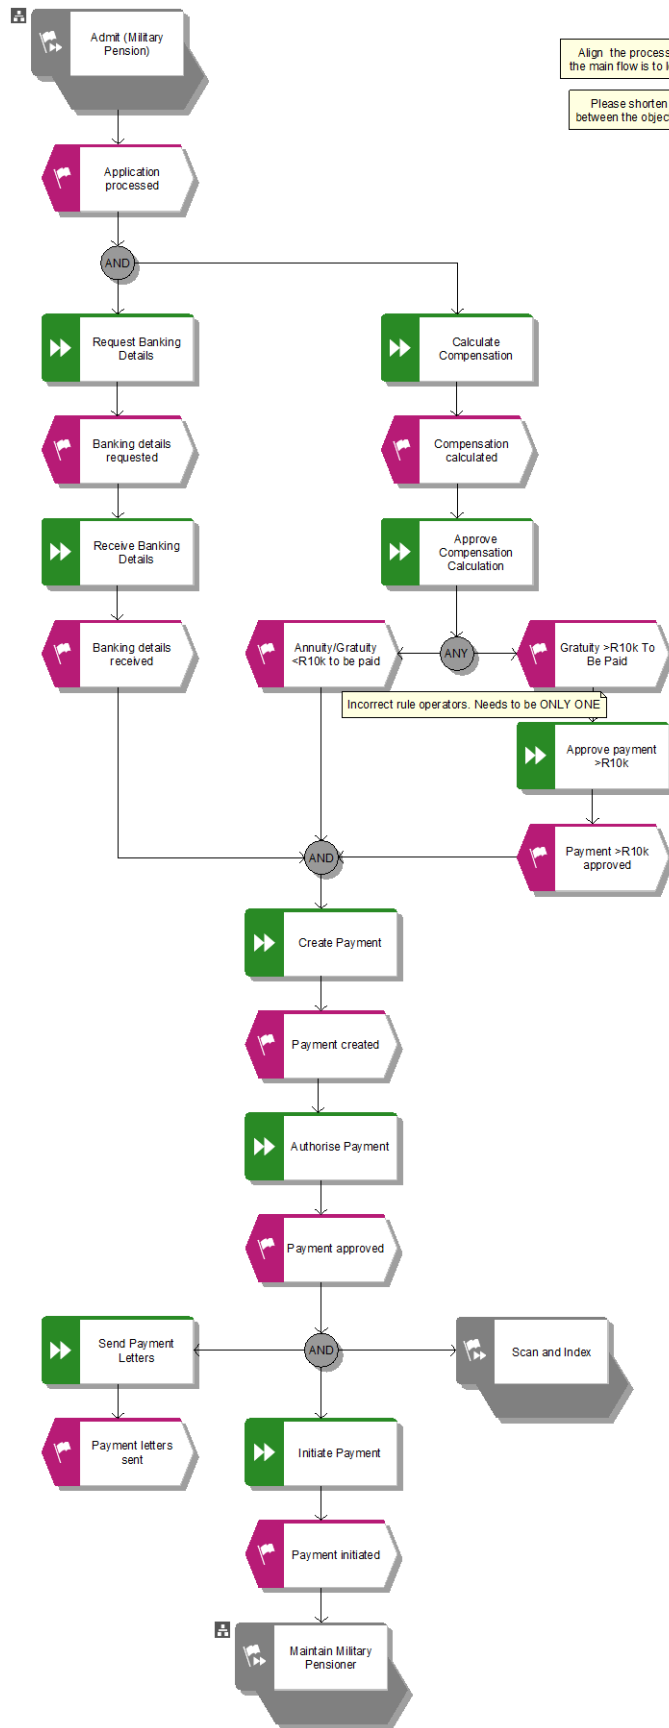 Admit (Military
Pension)
Align the process
the main flow is to l
Please shorten
between the objec
Application
processed
AND
Request Banking
Details
Calculate
Compensation
Banking details
requested
Compensation
calculated
Receive Banking
Details
Approve
Compensation
Calculation
Banking details
received
Annuity/Gratuity
<R10k to be paid
ANY
Gratuity >R10k To
Be Paid
Incorrect rule operators. Needs to be ONLY ONE
Approve payment
>R10k
AND
Payment >R10k
approved
Create Payment
Payment created
Authorise Payment
Payment approved
Send Payment
Letters
AND
Scan and Index
Payment letters
sent
Initiate Payment
Payment initiated
Maintain Military
Pensioner